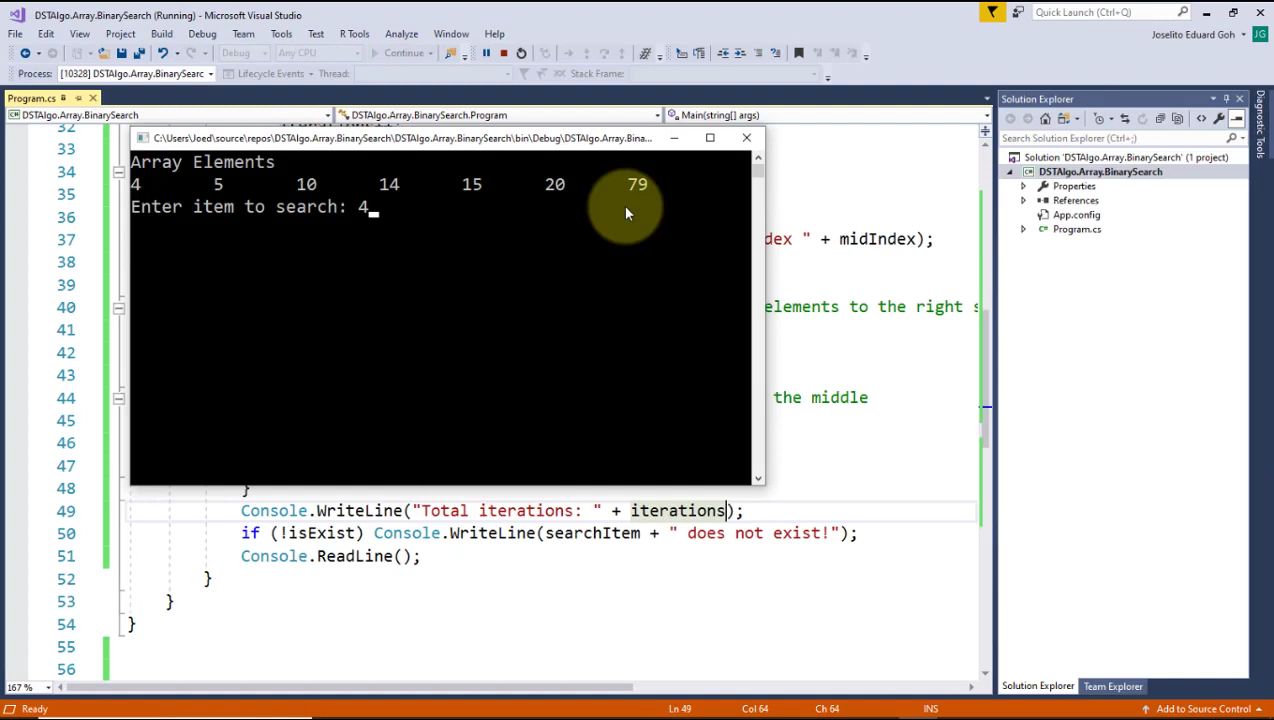 DSTAlgo.Array.BinarySearch (Running) - Microsoft Visual Studio
Quick Launch (Ctrl+Q)
File Edit View Project Build Debug Team Tools Test R Tools Analyze Window Help
Joselito Eduard Goh JG
Debug Any CPU Continue
Process: [10328] DSTAlgo.Array.BinarySearc Lifecycle Events Thread: Stack Frame:
Program.cs
Solution Explorer
DSTAlgo.Array.BinarySearch DSTAlgo.Array.BinarySearch.Program Main(string[] args)
Search Solution Explorer (Ctrl+;)
Solution 'DSTAlgo.Array.BinarySearch' (1 project)
DSTAlgo.Array.BinarySearch
Properties
References
App.config
Program.cs
Diagnostic Tools
C:\Users\loed\source\repos\DSTAlgo.Array.BinarySearch\DSTAlgo.Array.BinarySearch\bin\Debug\DSTAlgo.Array.Bina...
Array Elements
4 5 10 14 15 20 79
Enter item to search: 4
32
33
34
35
36
37 dex " + midIndex);
38
39
40 elements to the right s
41
42
43
44 the middle
45
46
47
48 }
49 Console.WriteLine("Total iterations: " + iterations);
50 if (!isExist) Console.WriteLine(searchItem + " does not exist!");
51 Console.ReadLine();
52 }
53 }
54 }
55
56
167 %
Solution Explorer Team Explorer
Ready Ln 49 Col 64 Ch 64 INS Add to Source Control